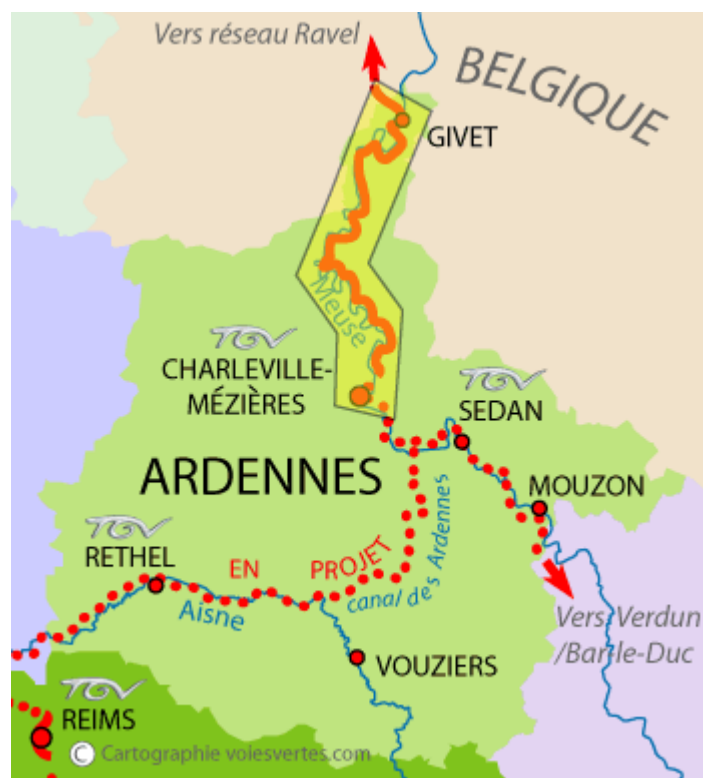 Vers réseau Ravel
BELGIQUE
GIVET
Meuse
TGV
CHARLEVILLE-
MÉZIÈRES
TGV
SEDAN
ARDENNES
MOUZON
TGV
RETHEL
EN PROJET
canal des Ardennes
Aisne
Vers Verdun
/Bar-le-Duc
VOUZIERS
TGV
REIMS
© Cartographie voiesvertes.com